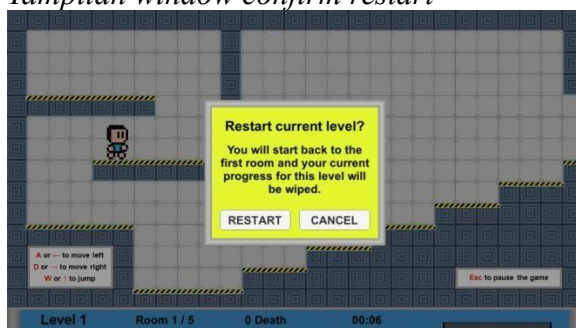 Tampilan window confirm restart
Restart current level?
You will start back to the
first room and your current
progress for this level will
be wiped.
RESTART CANCEL
A or ← to move left
D or → to move right
W or ↑ to jump
Esc to pause the game
Level 1 Room 1 / 5 0 Death 00:06